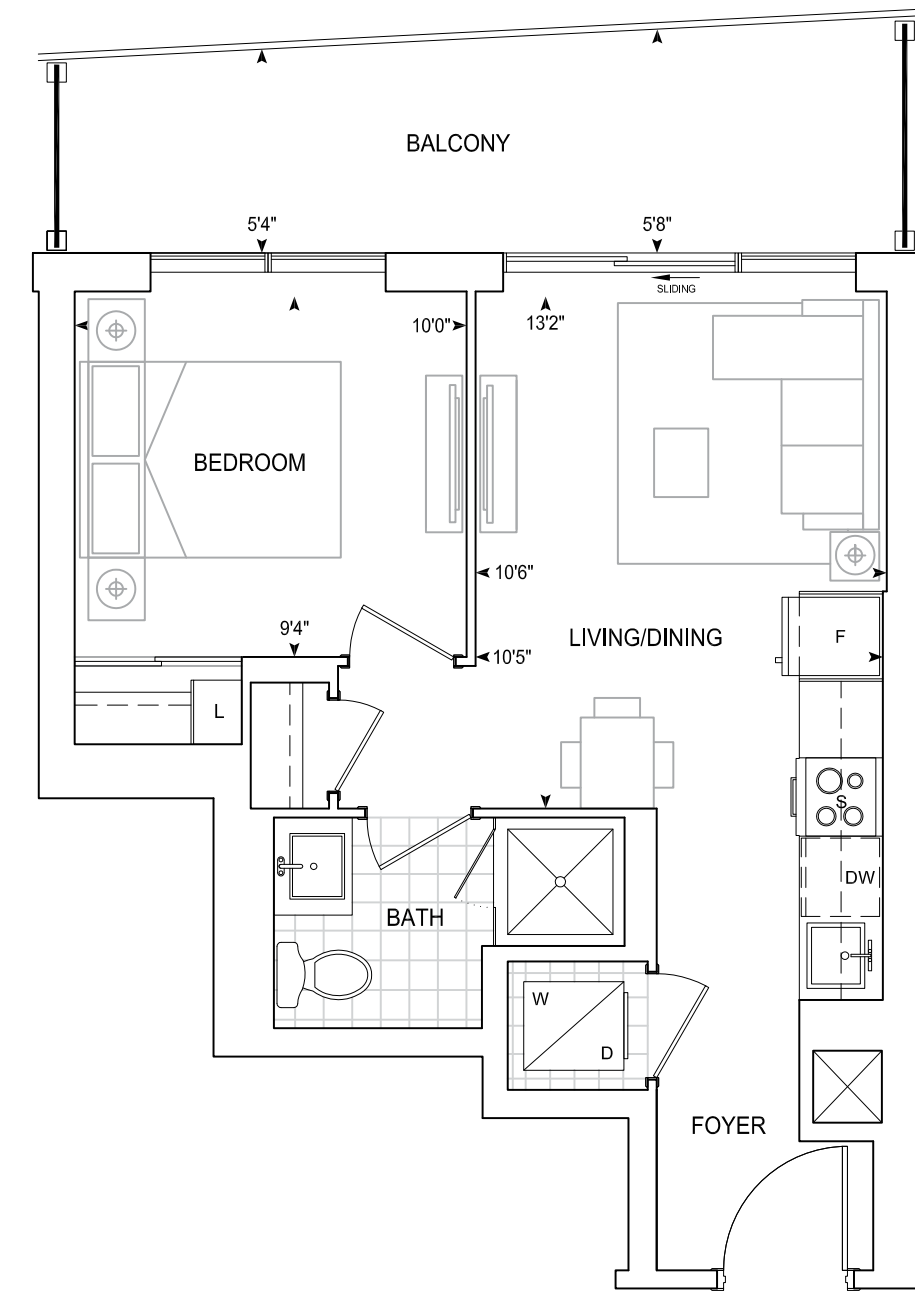 BALCONY
5'4"
5'8"
SLIDING
10'0"
13'2"
BEDROOM
10'6"
9'4"
LIVING/DINING
F
10'5"
L
S
DW
BATH
W
D
FOYER